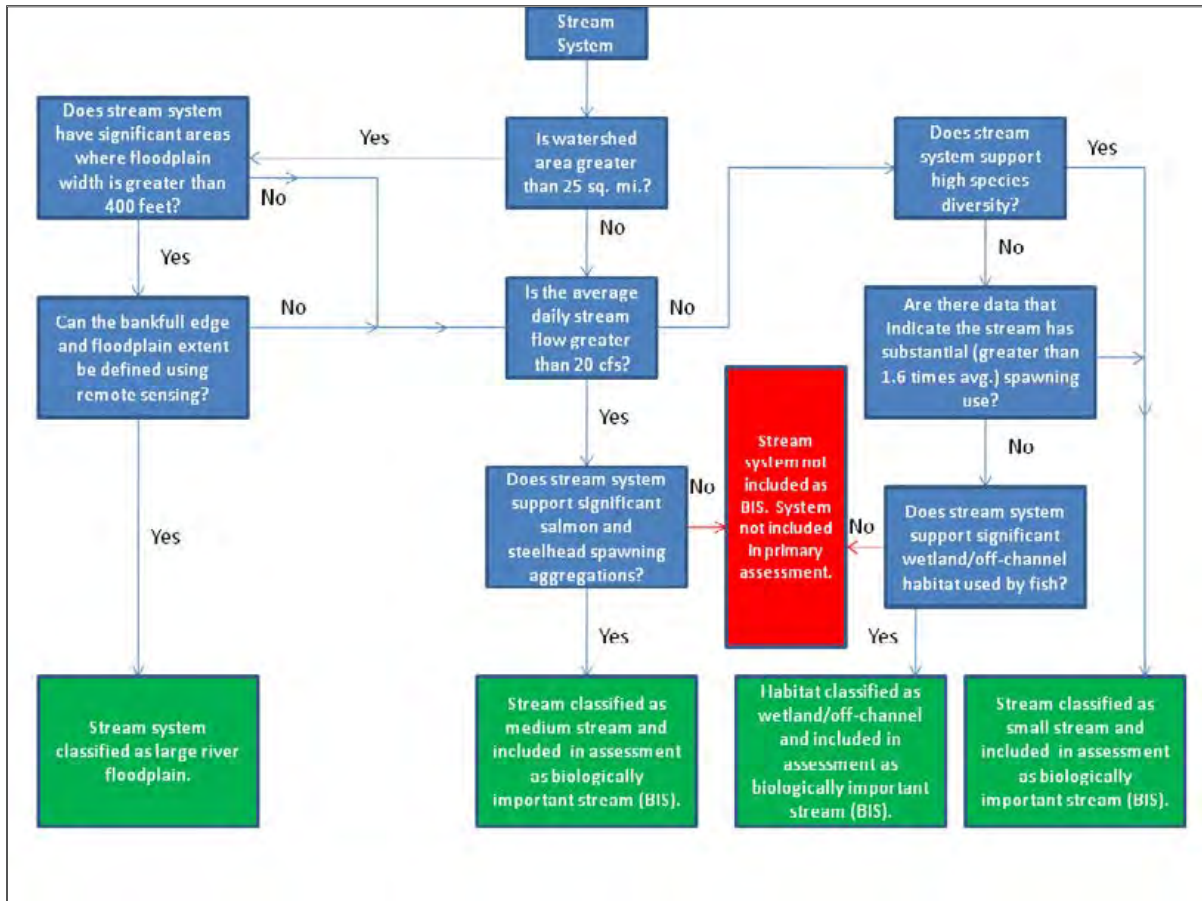 Stream
System
Does stream system
have significant areas
where floodplain
width is greater than
400 feet?
Yes
Is watershed
area greater
than 25 sq. mi.?
Does stream
system support
high species
diversity?
Yes
No
No
No
Yes
Can the bankfull edge
and floodplain extent
be defined using
remote sensing?
No
Is the average
daily stream
flow greater
than 20 cfs?
No
Are there data that
indicate the stream has
substantial (greater than
1.6 times avg.) spawning
use?
Yes
No
Yes
Does stream system
support significant
salmon and
steelhead spawning
aggregations?
No
Stream
system not
included as
BIS. System
not included
in primary
assessment.
No
Does stream system
support significant
wetland/off-channel
habitat used by fish?
Yes
Yes
Stream system
classified as large river
floodplain.
Stream classified as
medium stream and
included in assessment
as biologically
important stream (BIS).
Habitat classified as
wetland/off-channel
and included in
assessment as
biologically important
stream (BIS).
Stream classified as
small stream and
included in assessment
as biologically
important stream (BIS).